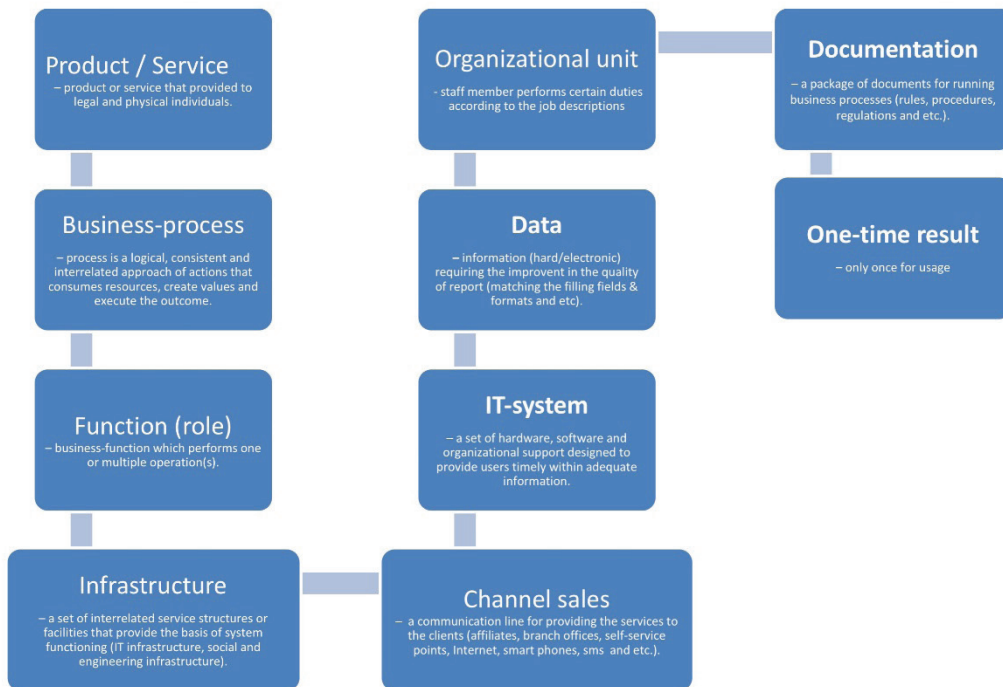 Product / Service
– product or service that provided to
legal and physical individuals.
Business-process
– process is a logical, consistent and
interrelated approach of actions that
consumes resources, create values and
execute the outcome.
Function (role)
– business-function which performs one
or multiple operation(s).
Infrastructure
– a set of interrelated service structures or
facilities that provide the basis of system
functioning (IT infrastructure, social and
engineering infrastructure).
Channel sales
– a communication line for providing the services to
the clients (affiliates, branch offices, self-service
points, Internet, smart phones, sms and etc.).
IT-system
– a set of hardware, software and
organizational support designed to
provide users timely within adequate
information.
Data
– information (hard/electronic)
requiring the improvent in the quality
of report (matching the filling fields &
formats and etc).
Organizational unit
- staff member performs certain duties
according to the job descriptions
Documentation
– a package of documents for running
business processes (rules, procedures,
regulations and etc.).
One-time result
– only once for usage